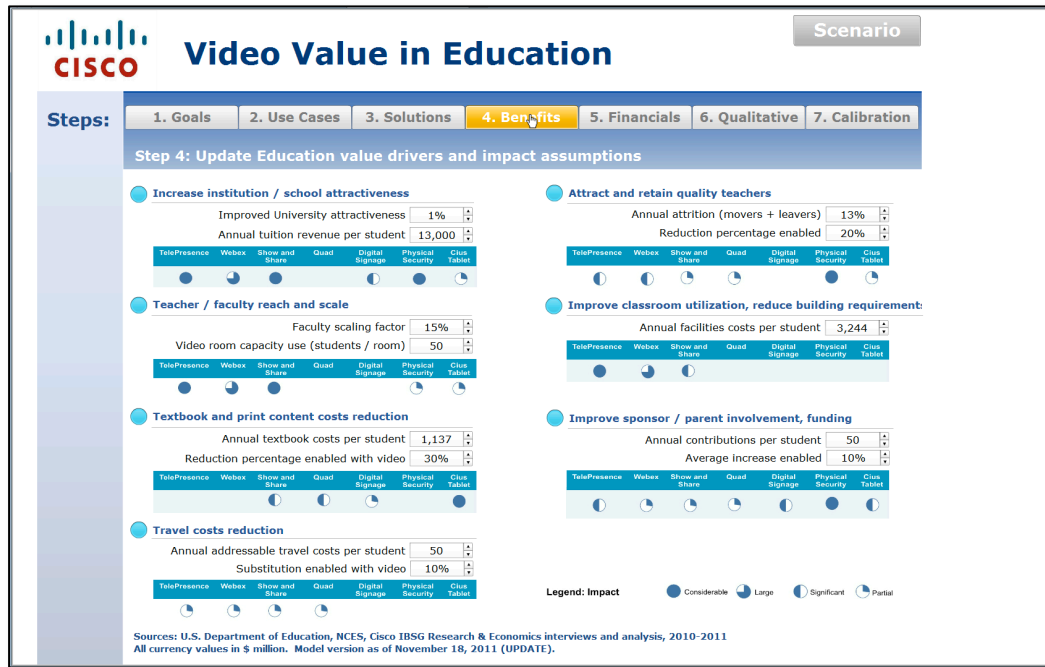 Scenario
CISCO
Video Value in Education
Steps:
1. Goals
2. Use Cases
3. Solutions
4. Benefits
5. Financials
6. Qualitative
7. Calibration
Step 4: Update Education value drivers and impact assumptions
Increase institution / school attractiveness
Improved University attractiveness 1%
Annual tuition revenue per student 13,000
TelePresence Webex Show and Share Quad Digital Signage Physical Security Cius Tablet
Teacher / faculty reach and scale
Faculty scaling factor 15%
Video room capacity use (students / room) 50
TelePresence Webex Show and Share Quad Digital Signage Physical Security Cius Tablet
Textbook and print content costs reduction
Annual textbook costs per student 1,137
Reduction percentage enabled with video 30%
TelePresence Webex Show and Share Quad Digital Signage Physical Security Cius Tablet
Travel costs reduction
Annual addressable travel costs per student 50
Substitution enabled with video 10%
TelePresence Webex Show and Share Quad Digital Signage Physical Security Cius Tablet
Attract and retain quality teachers
Annual attrition (movers + leavers) 13%
Reduction percentage enabled 20%
TelePresence Webex Show and Share Quad Digital Signage Physical Security Cius Tablet
Improve classroom utilization, reduce building requirements
Annual facilities costs per student 3,244
TelePresence Webex Show and Share Quad Digital Signage Physical Security Cius Tablet
Improve sponsor / parent involvement, funding
Annual contributions per student 50
Average increase enabled 10%
TelePresence Webex Show and Share Quad Digital Signage Physical Security Cius Tablet
Legend: Impact Considerable Large Significant Partial
Sources: U.S. Department of Education, NCES, Cisco IBSG Research & Economics interviews and analysis, 2010-2011
All currency values in $ million. Model version as of November 18, 2011 (UPDATE).